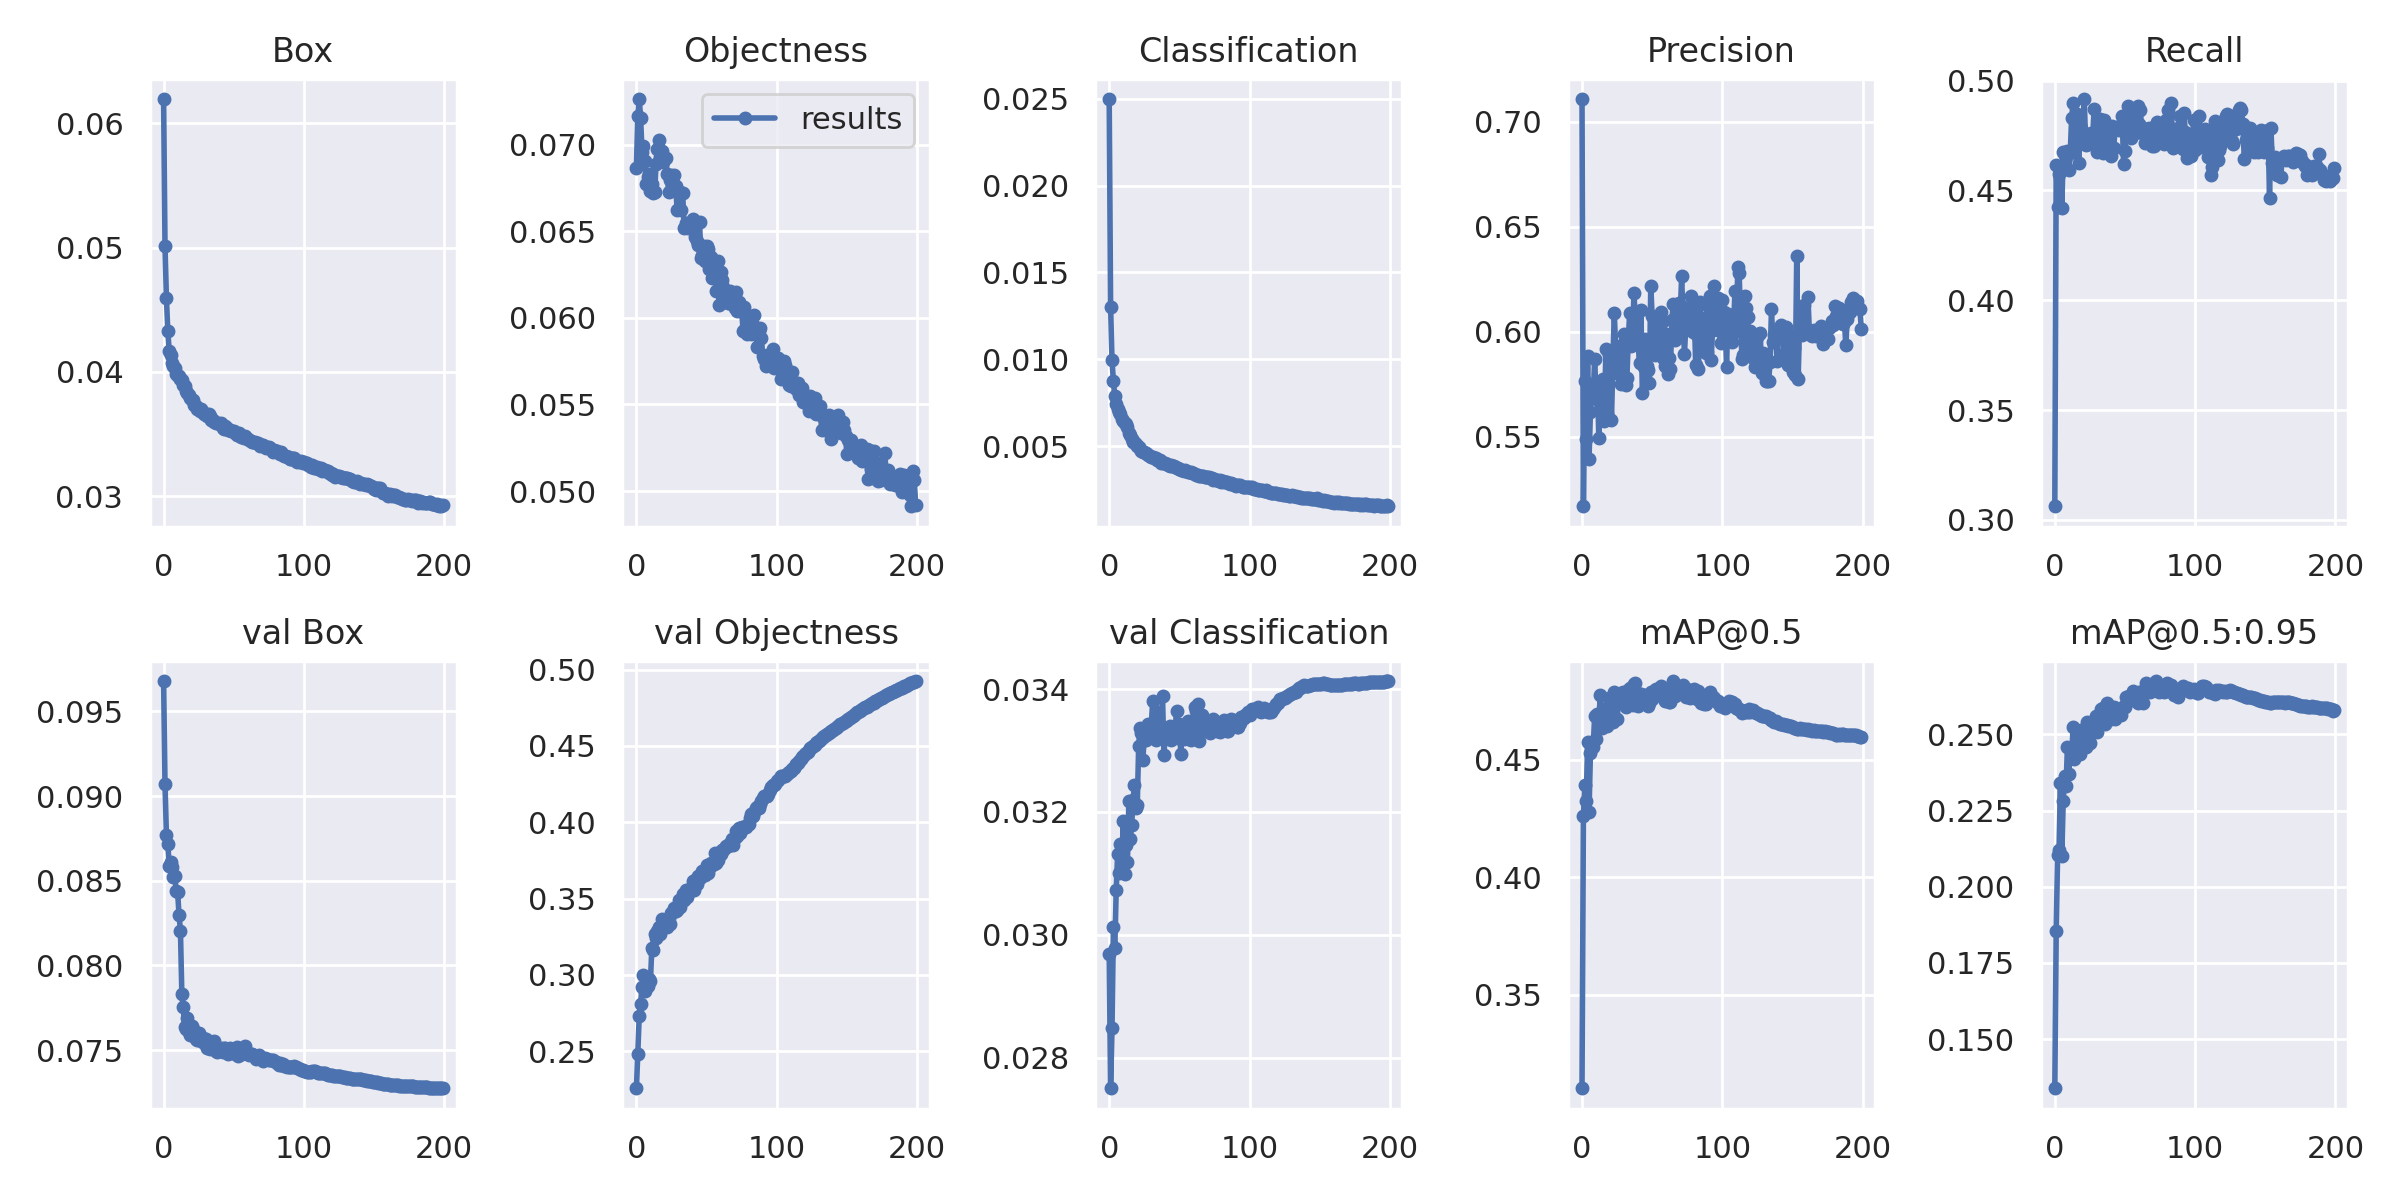 Box
0.06
0.05
0.04
0.03
0 100 200
Objectness
results
0.070
0.065
0.060
0.055
0.050
0 100 200
Classification
0.025
0.020
0.015
0.010
0.005
0 100 200
Precision
0.70
0.65
0.60
0.55
0 100 200
Recall
0.50
0.45
0.40
0.35
0.30
0 100 200
val Box
0.095
0.090
0.085
0.080
0.075
0 100 200
val Objectness
0.50
0.45
0.40
0.35
0.30
0.25
0 100 200
val Classification
0.034
0.032
0.030
0.028
0 100 200
mAP@0.5
0.45
0.40
0.35
0 100 200
mAP@0.5:0.95
0.250
0.225
0.200
0.175
0.150
0 100 200